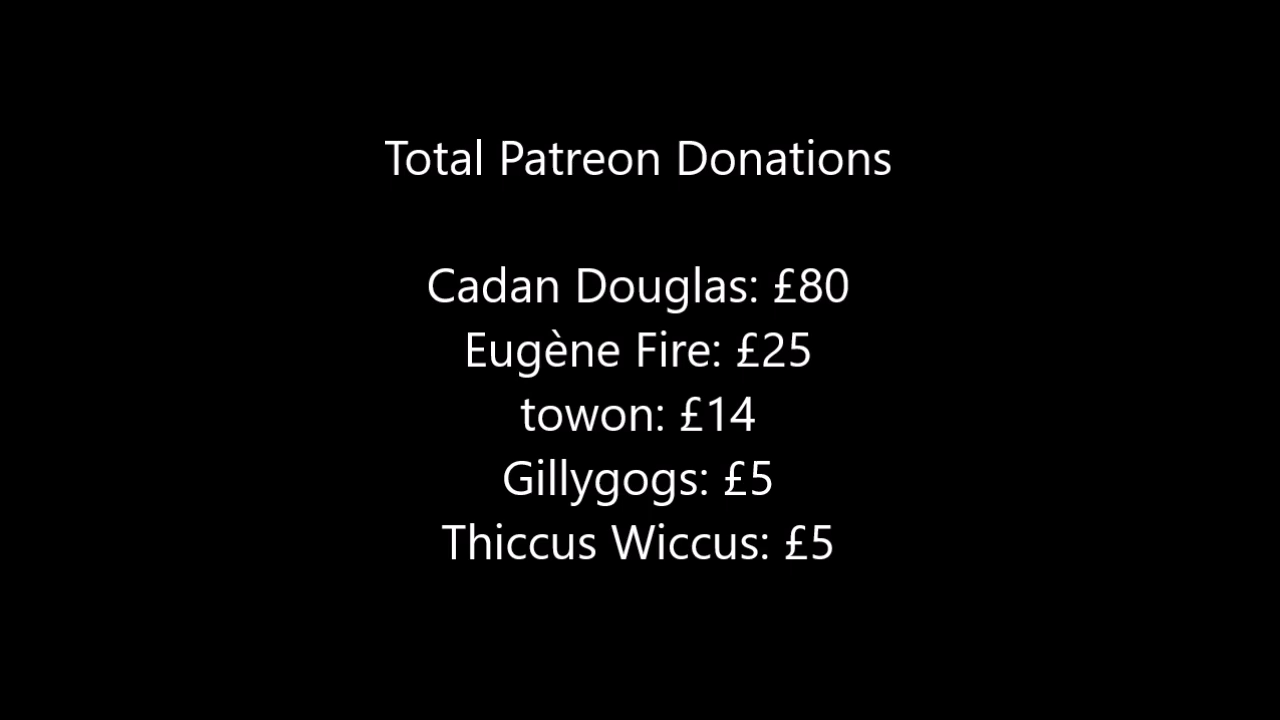 Total Patreon Donations
Cadan Douglas: £80
Eugène Fire: £25
towon: £14
Gillygogs: £5
Thiccus Wiccus: £5